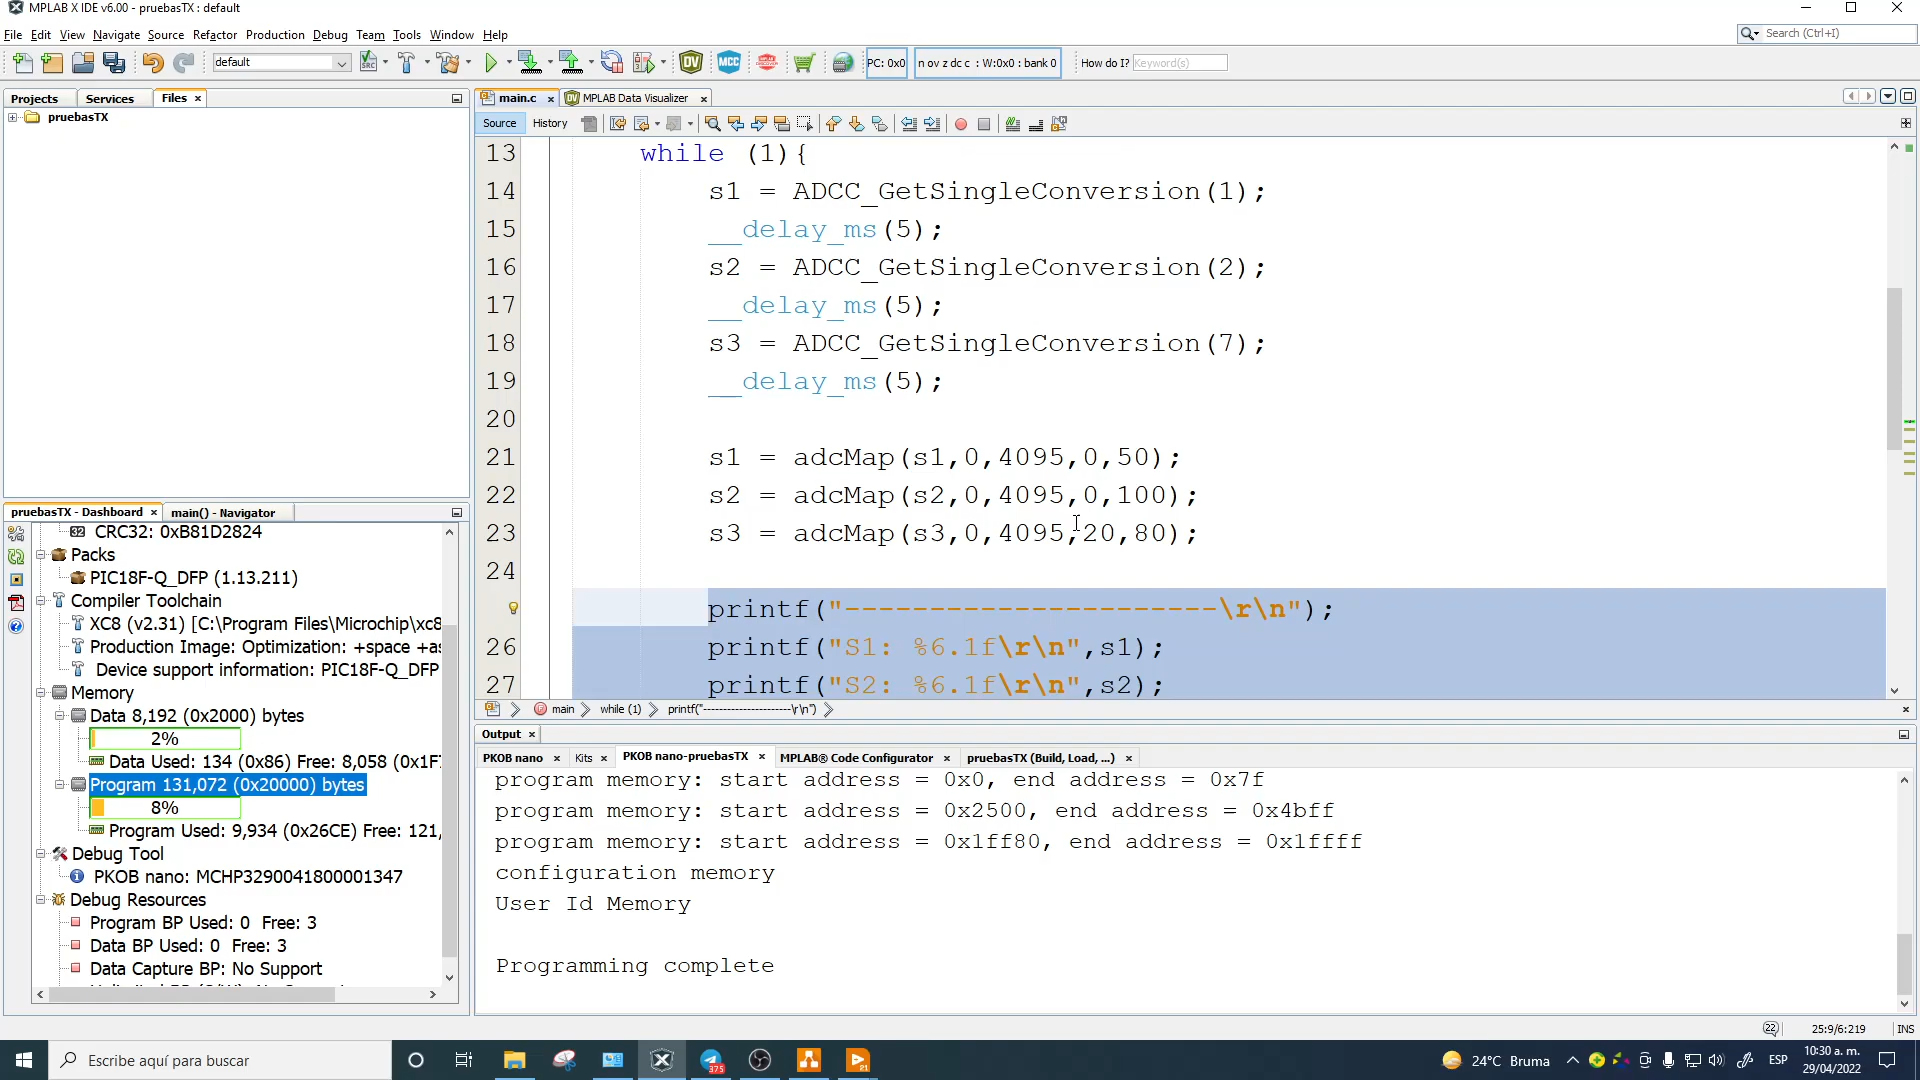 MPLAB X IDE v6.00 - pruebasTX : default
File Edit View Navigate Source Refactor Production Debug Team Tools Window Help
Search (Ctrl+I)
default
PC: 0x0
n ov z dc c : W:0x0 : bank 0
How do I? Keyword(s)
Projects Services Files
main.c MPLAB Data Visualizer
pruebasTX
Source History
13 while (1){
14 s1 = ADCC_GetSingleConversion(1);
15 __delay_ms(5);
16 s2 = ADCC_GetSingleConversion(2);
17 __delay_ms(5);
18 s3 = ADCC_GetSingleConversion(7);
19 __delay_ms(5);
20
21 s1 = adcMap(s1,0,4095,0,50);
22 s2 = adcMap(s2,0,4095,0,100);
23 s3 = adcMap(s3,0,4095,20,80);
24
printf("----------------------\r\n");
26 printf("S1: %6.1f\r\n",s1);
27 printf("S2: %6.1f\r\n",s2);
main while (1) printf("----------------------\r\n")
pruebasTX - Dashboard main() - Navigator
CRC32: 0xB81D2824
Packs
PIC18F-Q_DFP (1.13.211)
Compiler Toolchain
XC8 (v2.31) [C:\Program Files\Microchip\xc8
Production Image: Optimization: +space +as
Device support information: PIC18F-Q_DFP
Memory
Data 8,192 (0x2000) bytes
2%
Data Used: 134 (0x86) Free: 8,058 (0x1F7
Program 131,072 (0x20000) bytes
8%
Program Used: 9,934 (0x26CE) Free: 121,
Debug Tool
PKOB nano: MCHP3290041800001347
Debug Resources
Program BP Used: 0 Free: 3
Data BP Used: 0 Free: 3
Data Capture BP: No Support
Output
PKOB nano Kits PKOB nano-pruebasTX MPLAB® Code Configurator pruebasTX (Build, Load, ...)
program memory: start address = 0x0, end address = 0x7f
program memory: start address = 0x2500, end address = 0x4bff
program memory: start address = 0x1ff80, end address = 0x1ffff
configuration memory
User Id Memory
Programming complete
22 25:9/6:219 INS
Escribe aquí para buscar
375
24°C Bruma
ESP
10:30 a. m.
29/04/2022